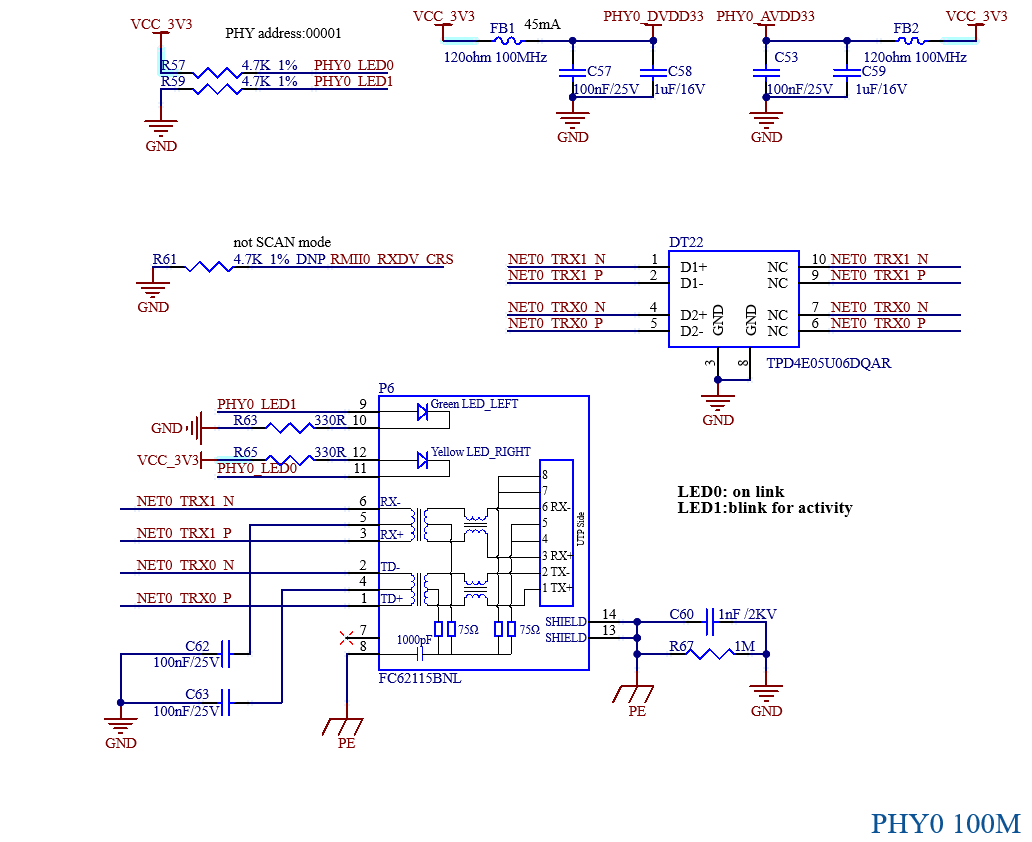 VCC_3V3
PHY address:00001
R57 4.7K 1% PHY0_LED0
R59 4.7K 1% PHY0_LED1
GND
VCC_3V3
FB1
45mA
PHY0_DVDD33
120ohm 100MHz
C57
100nF/25V
C58
1uF/16V
GND
PHY0_AVDD33
FB2
VCC_3V3
120ohm 100MHz
C53
100nF/25V
C59
1uF/16V
GND
not SCAN mode
R61 4.7K 1% DNP RMII0_RXDV_CRS
GND
DT22
NET0_TRX1_N 1 D1+ NC 10 NET0_TRX1_N
NET0_TRX1_P 2 D1- NC 9 NET0_TRX1_P
NET0_TRX0_N 4 D2+ NC 7 NET0_TRX0_N
NET0_TRX0_P 5 D2- NC 6 NET0_TRX0_P
GND GND
3 8
TPD4E05U06DQAR
GND
P6
PHY0_LED1 9 Green LED_LEFT
GND R63 330R 10
VCC_3V3 R65 330R 12 Yellow LED_RIGHT
PHY0_LED0 11
NET0_TRX1_N 6 RX-
5
NET0_TRX1_P 3 RX+
NET0_TRX0_N 2 TD-
4
NET0_TRX0_P 1 TD+
8
7
6 RX-
5
4
3 RX+
2 TX-
1 TX+
UTP Side
7
8
1000pF
75Ω
75Ω
SHIELD 14
SHIELD 13
FC62115BNL
C62
100nF/25V
C63
100nF/25V
GND
PE
C60 1nF /2KV
R67 1M
PE
GND
LED0: on link
LED1:blink for activity
PHY0 100M